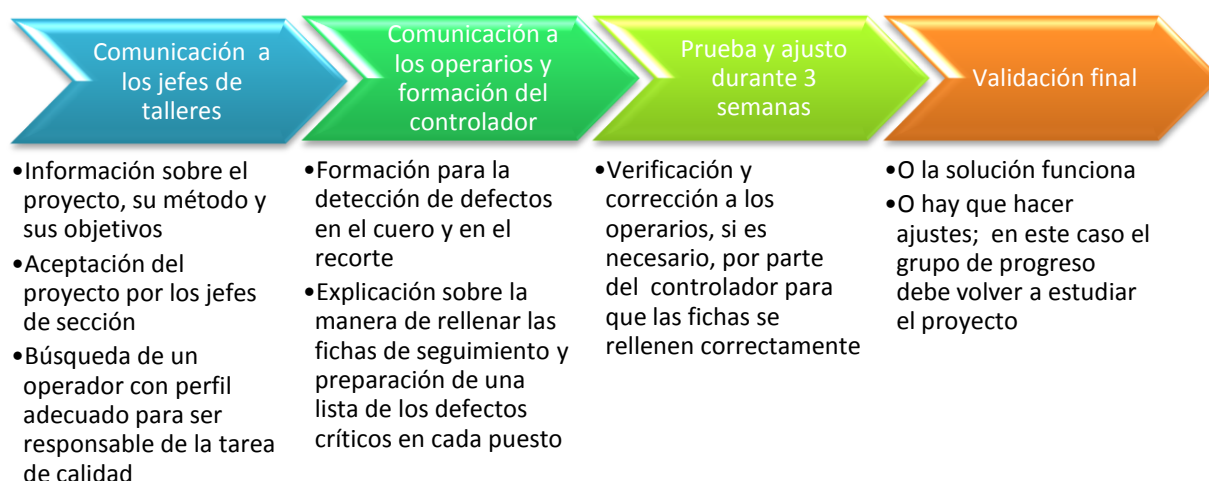 Comunicación a
los jefes de
talleres
Comunicación a
los operarios y
formación del
controlador
Prueba y ajusto
durante 3
semanas
Validación final
•Información sobre el
proyecto, su método y
sus objetivos
•Aceptación del
proyecto por los jefes
de sección
•Búsqueda de un
operador con perfil
adecuado para ser
responsable de la tarea
de calidad
•Formación para la
detección de defectos
en el cuero y en el
recorte
•Explicación sobre la
manera de rellenar las
fichas de seguimiento y
preparación de una
lista de los defectos
críticos en cada puesto
•Verificación y
corrección a los
operarios, si es
necesario, por parte
del controlador para
que las fichas se
rellenen correctamente
•O la solución funciona
•O hay que hacer
ajustes; en este caso el
grupo de progreso
debe volver a estudiar
el proyecto